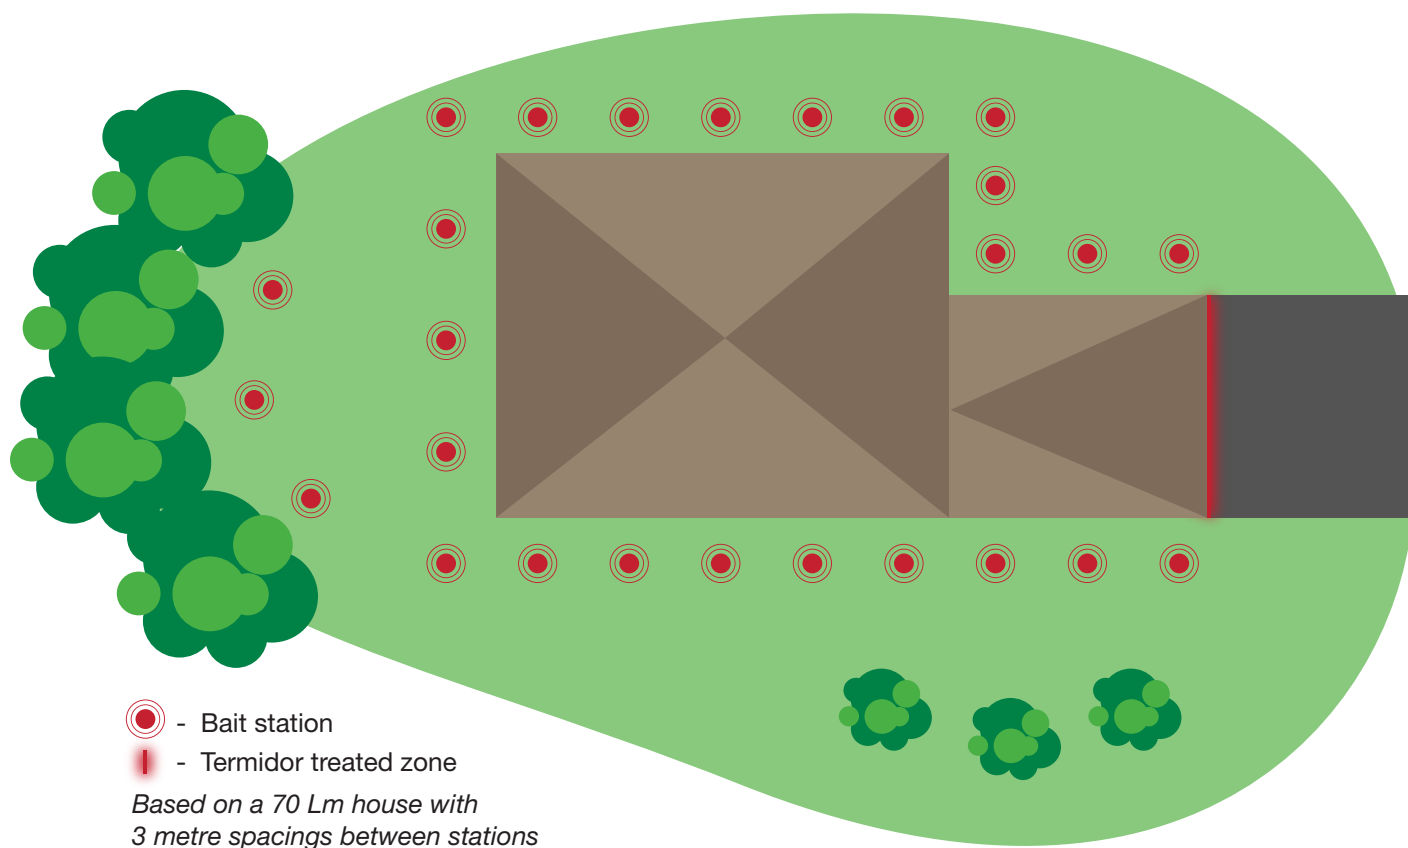 - Bait station
- Termidor treated zone
Based on a 70 Lm house with
3 metre spacings between stations